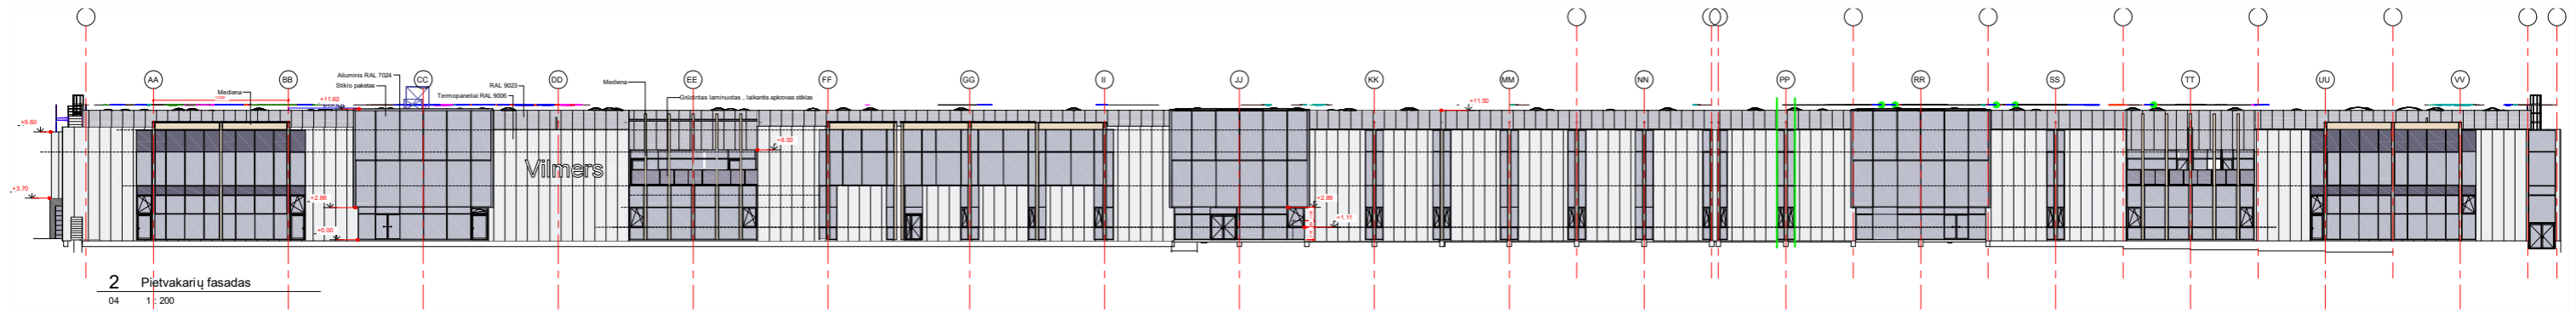 AA
BB
CC
DD
EE
FF
GG
II
JJ
KK
MM
NN
PP
RR
SS
TT
UU
VV
Aliuminis RAL 7024
Stiklo paketas
RAL 9023
Termopaneliai RAL 9006
Mediena
Mediena
Grūdintas laminuotas , laikantis apkrovas stiklas
+11.62
+11.50
+9.60
+8.00
+3.70
+2.86
+2.89
+1.11
+0.00
Vilmers
2 Pietvakarių fasadas
04 1 : 200